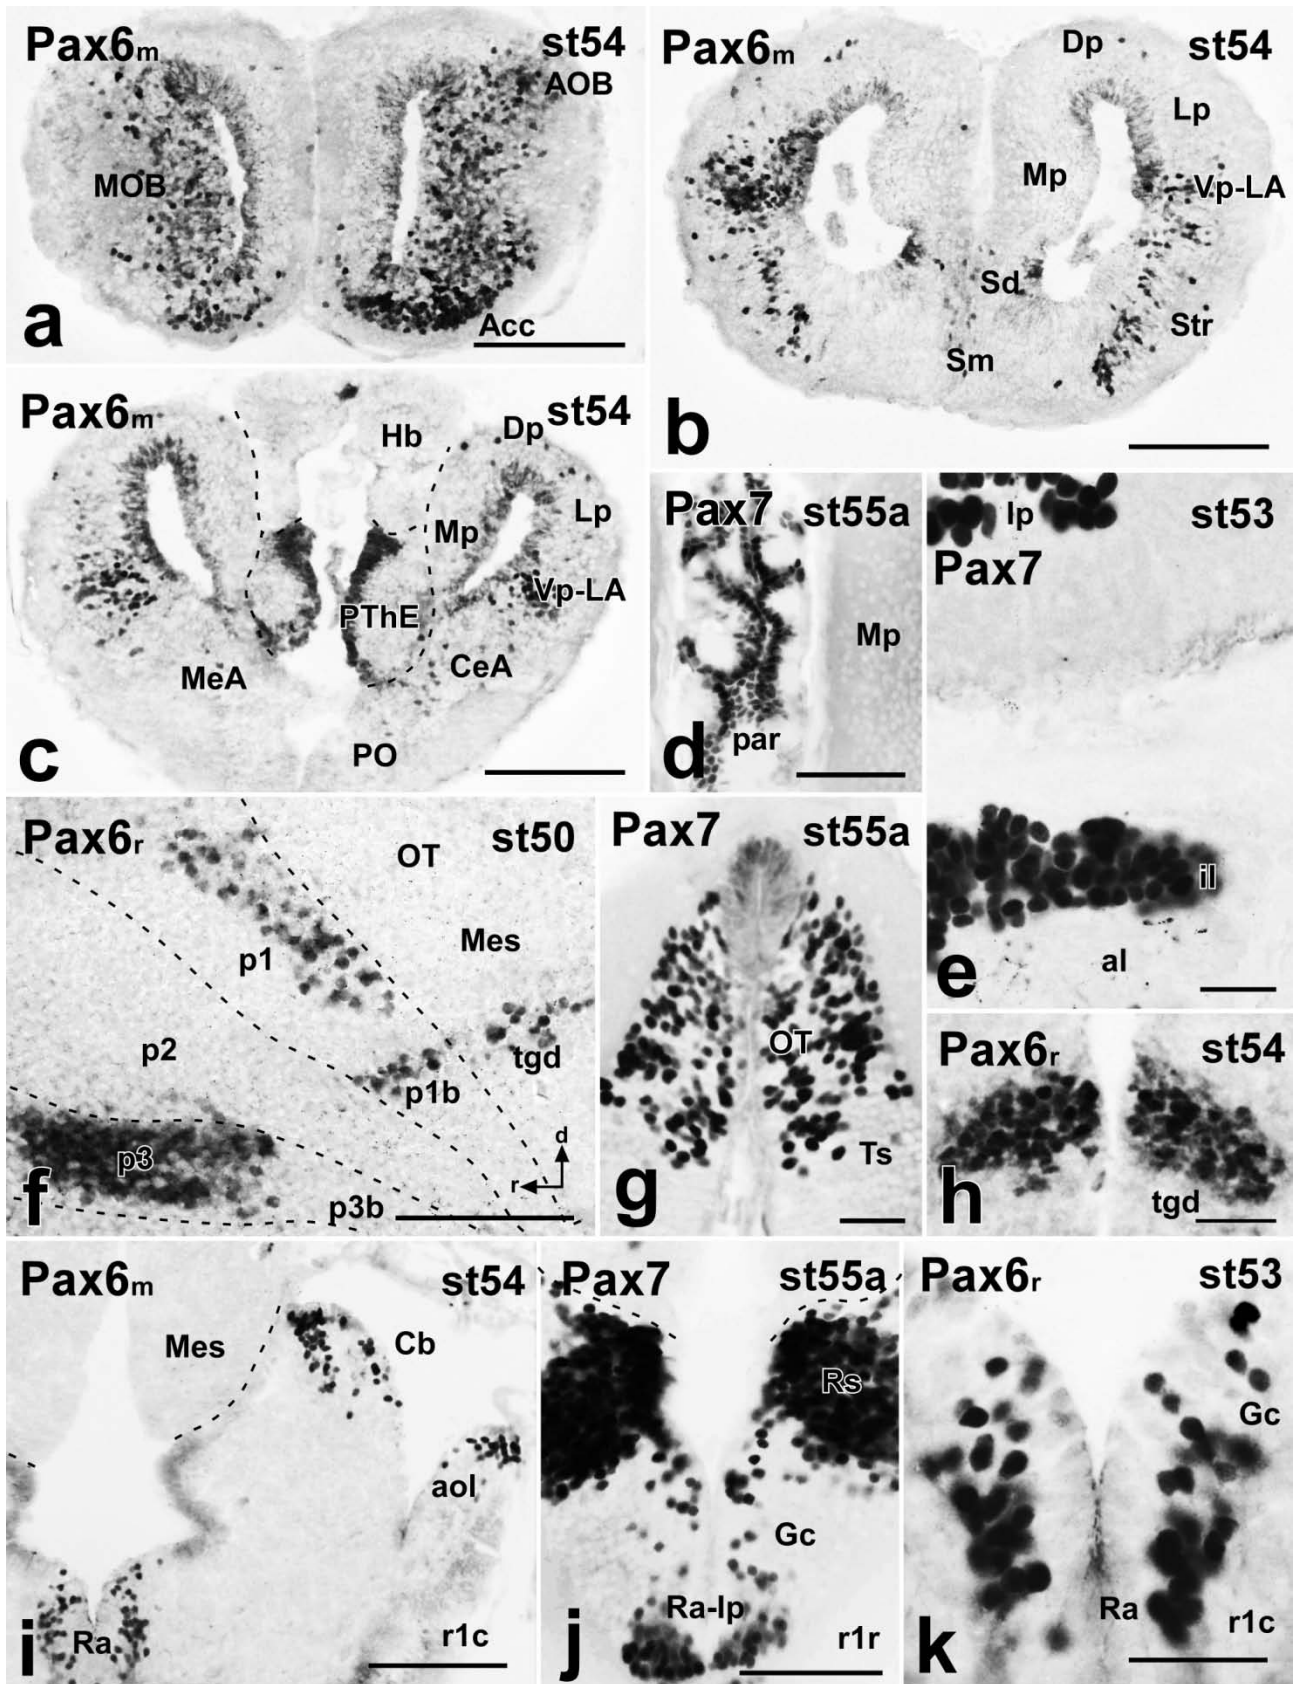 Pax6m st54
AOB
MOB
Acc
a
Pax6m Dp st54
Lp
Mp Vp-LA
Sd
Str
Sm
b
Pax6m Hb Dp st54
Lp
Mp
Vp-LA
PThE
CeA
MeA
PO
c
Pax7 st55a
Mp
par
d
lp st53
Pax7
il
al
e
Pax6r st50
OT
Mes
p1
p2
tgd
p1b
p3
d
r
p3b
f
Pax7 st55a
OT
Ts
g
Pax6r st54
tgd
h
Pax6m st54
Mes Cb
aol
Ra
r1c
i
Pax7 st55a
Rs
Gc
Ra-Ip
r1r
j
Pax6r st53
Gc
Ra
r1c
k